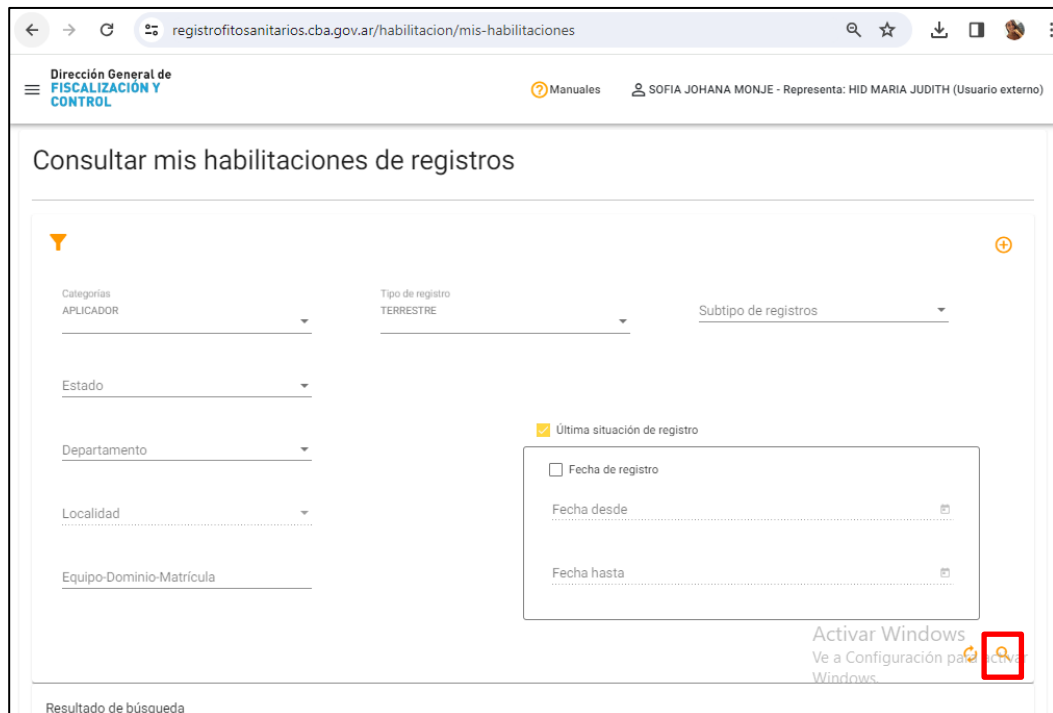 registrofitosanitarios.cba.gov.ar/habilitacion/mis-habilitaciones
Dirección General de
FISCALIZACIÓN Y
CONTROL
Manuales
SOFIA JOHANA MONJE - Representa: HID MARIA JUDITH (Usuario externo)
Consultar mis habilitaciones de registros
Categorías
APLICADOR
Tipo de registro
TERRESTRE
Subtipo de registros
Estado
Última situación de registro
Departamento
Fecha de registro
Localidad
Fecha desde
Equipo-Dominio-Matrícula
Fecha hasta
Activar Windows
Ve a Configuración para activar
Windows.
Resultado de búsqueda